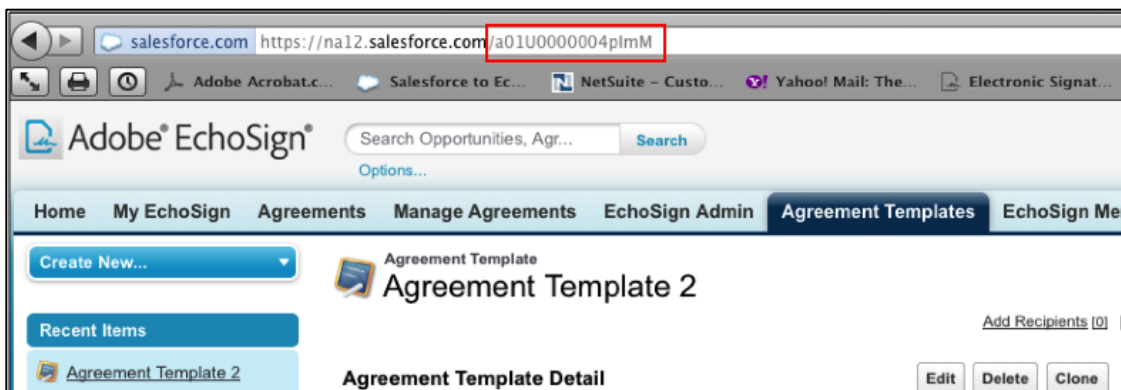 salesforce.com https://na12.salesforce.com/a01U0000004pImM
Adobe Acrobat.c... Salesforce to Ec... NetSuite – Custo... Yahoo! Mail: The... Electronic Signat...
Adobe® EchoSign® Search Opportunities, Agr... Search
Options...
Home My EchoSign Agreements Manage Agreements EchoSign Admin Agreement Templates EchoSign Me
Create New... Agreement Template
Agreement Template 2
Recent Items Add Recipients [0]
Agreement Template 2 Agreement Template Detail Edit Delete Clone